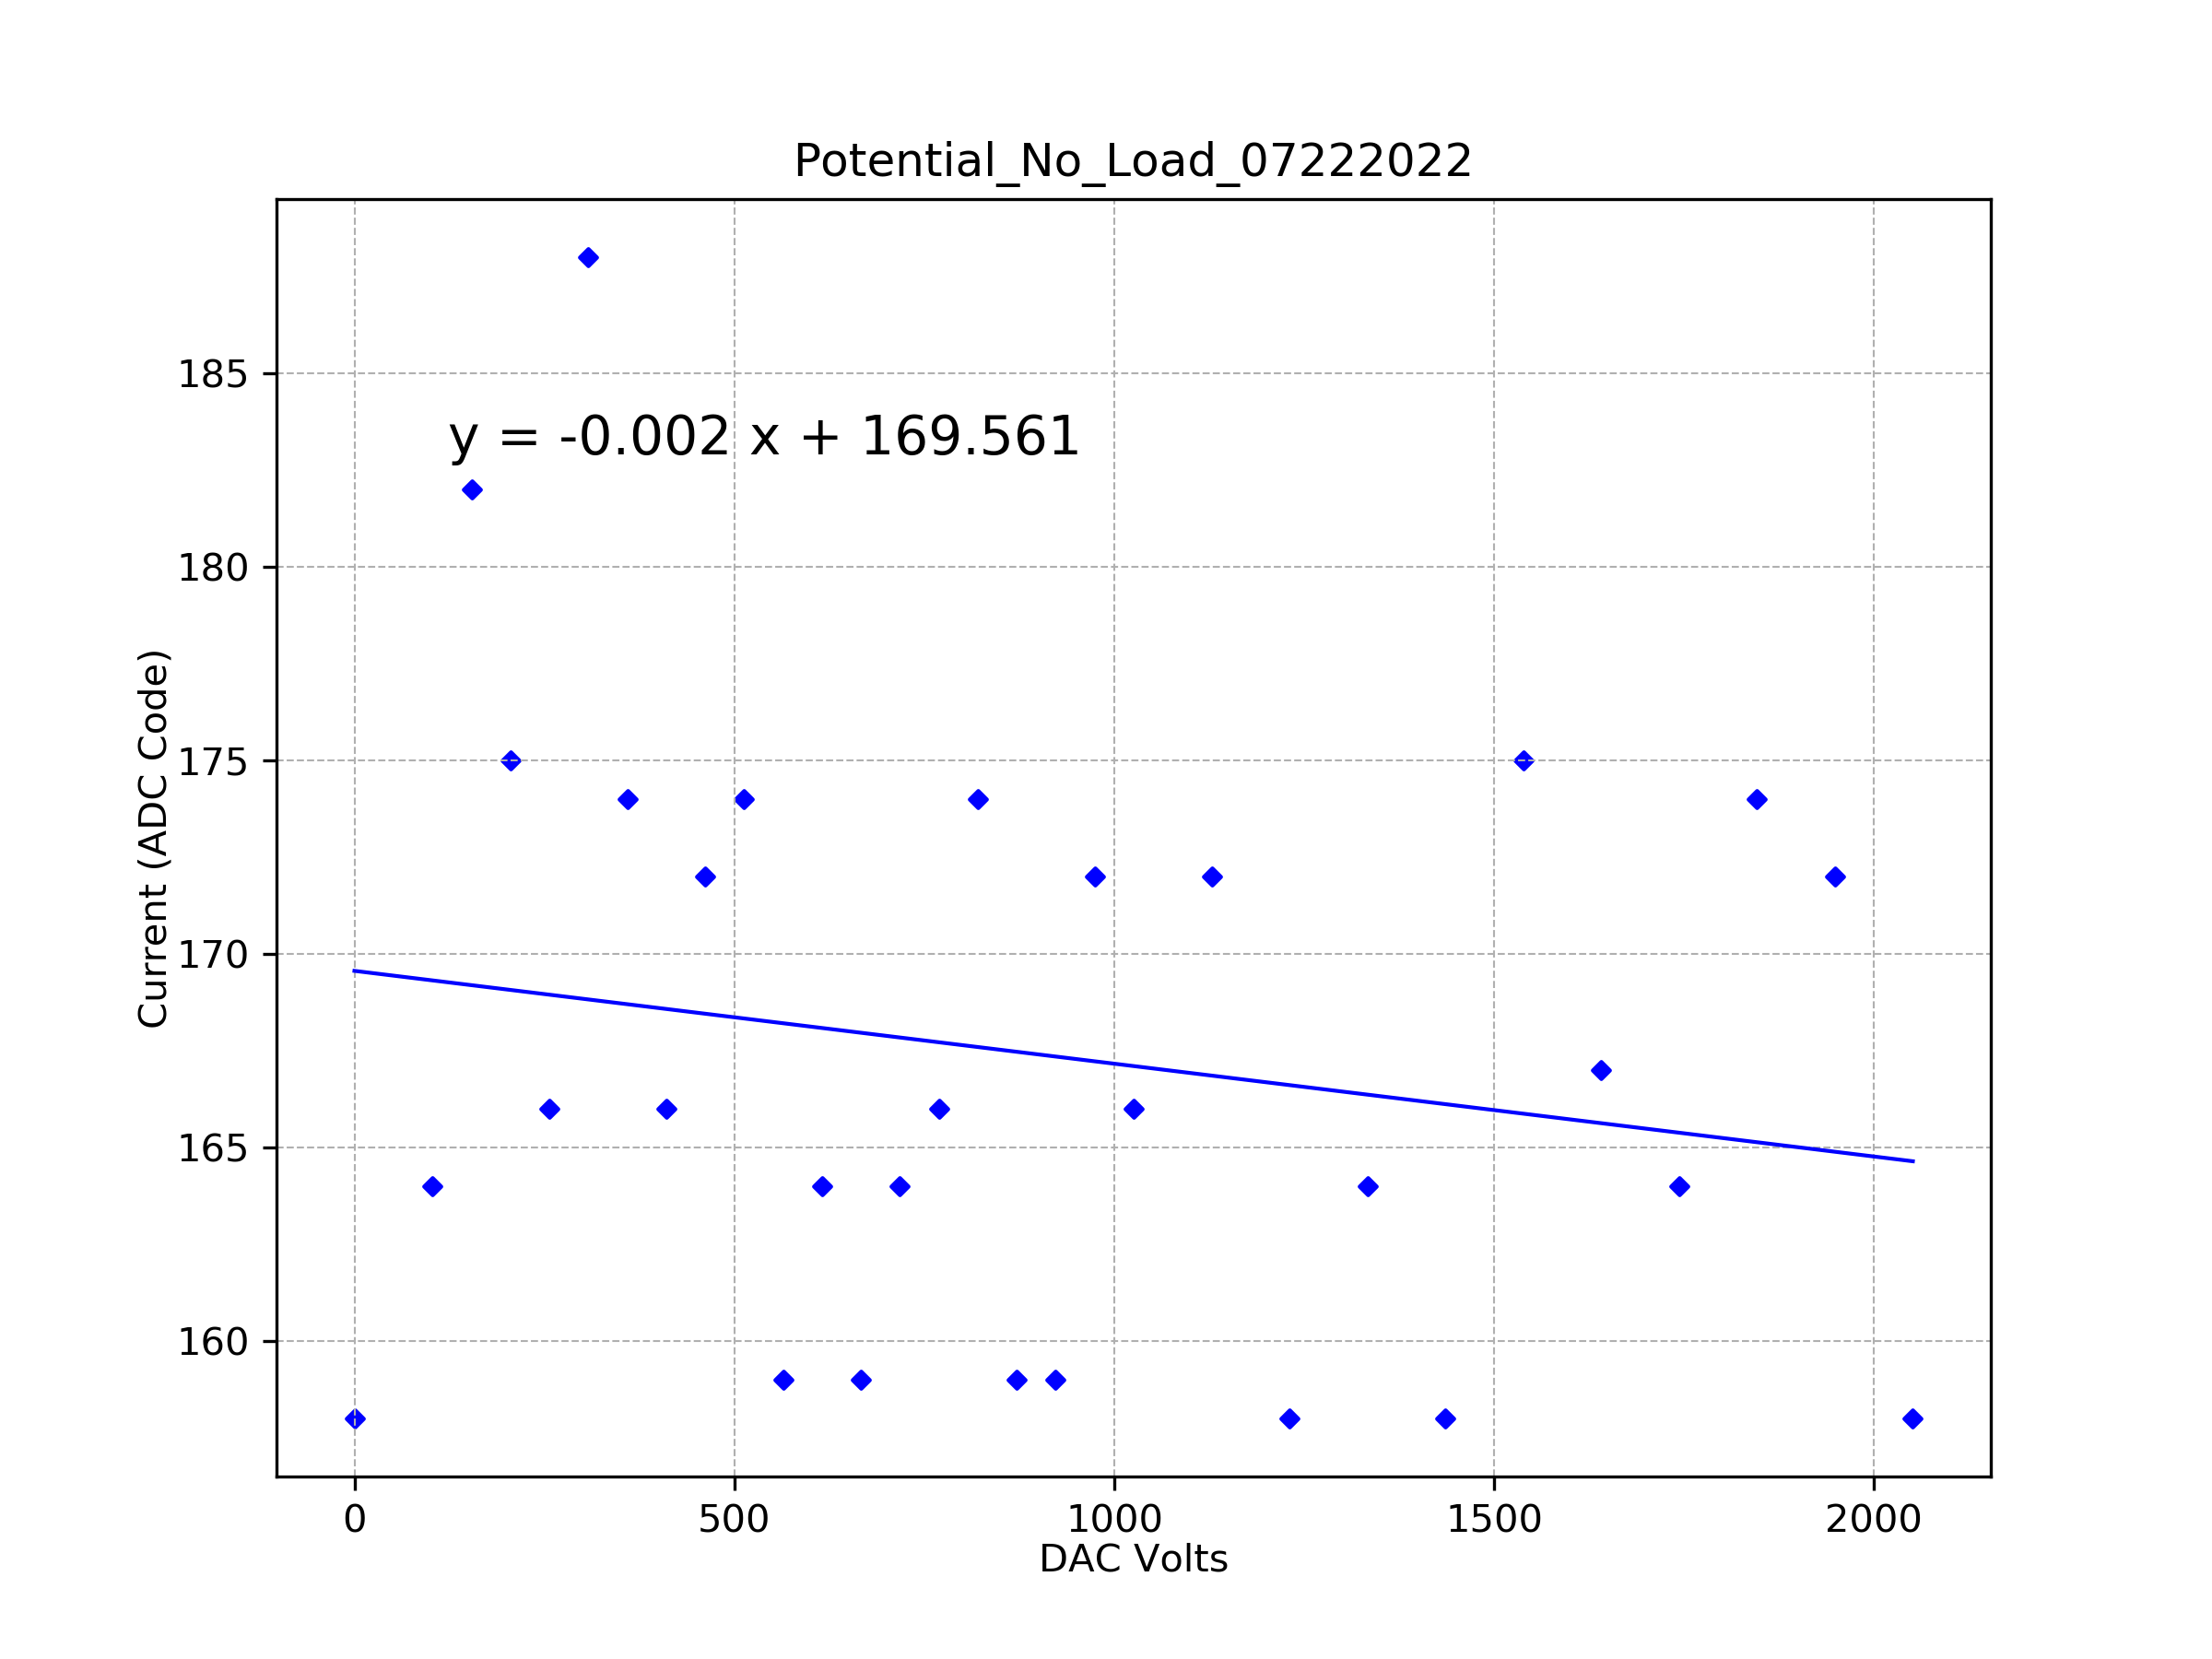 Potential_No_Load_07222022
y = -0.002 x + 169.561
185
180
175
170
165
160
Current (ADC Code)
0 500 1000 1500 2000
DAC Volts